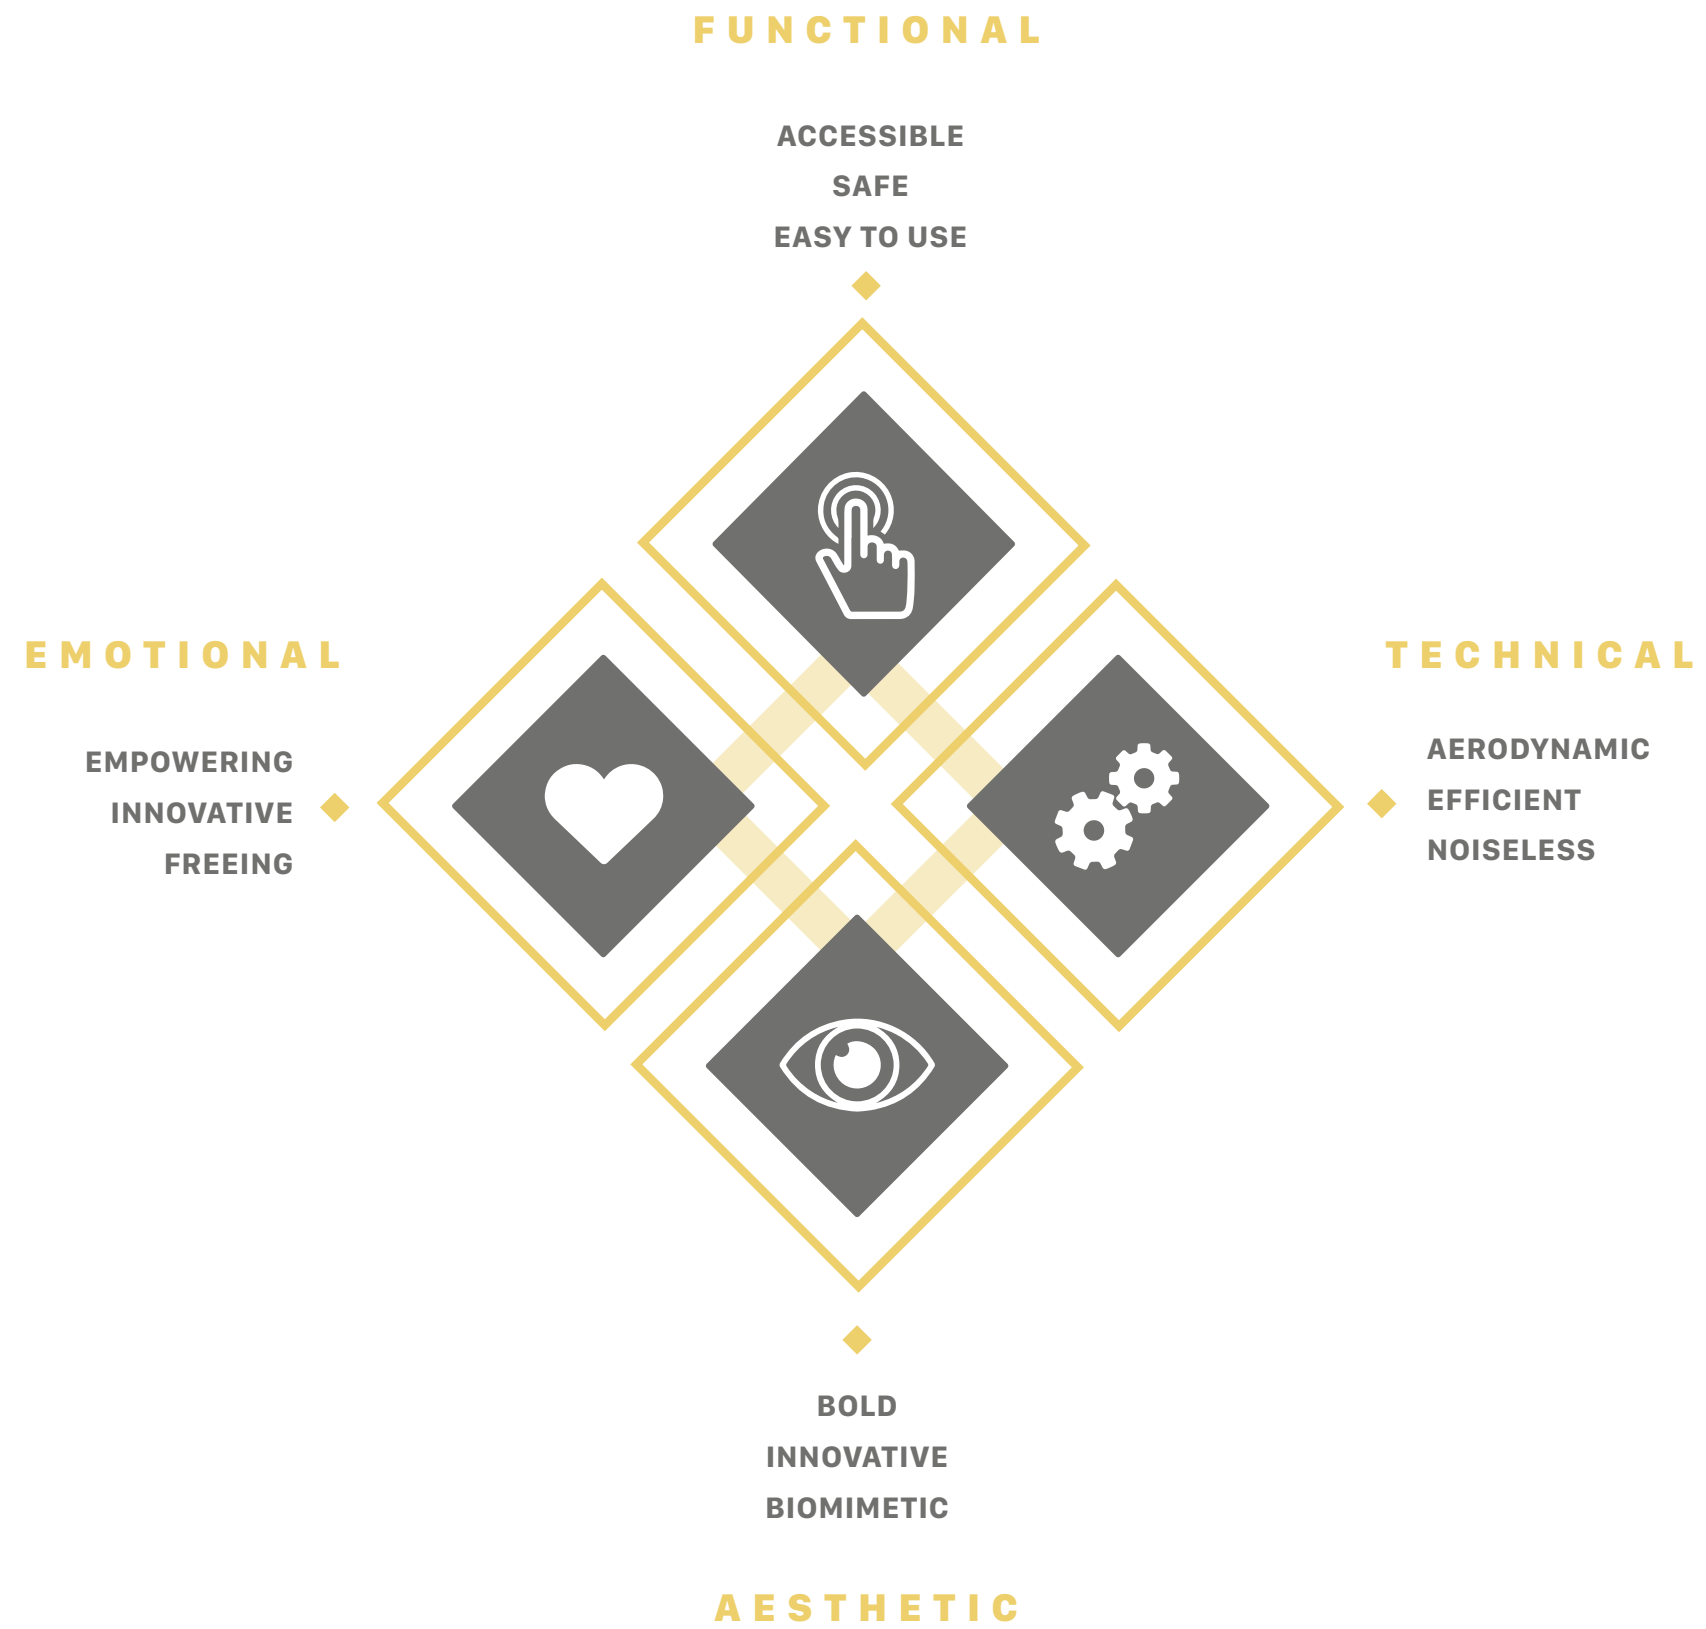 FUNCTIONAL
ACCESSIBLE
SAFE
EASY TO USE
EMOTIONAL
EMPOWERING
INNOVATIVE
FREEING
TECHNICAL
AERODYNAMIC
EFFICIENT
NOISELESS
BOLD
INNOVATIVE
BIOMIMETIC
AESTHETIC